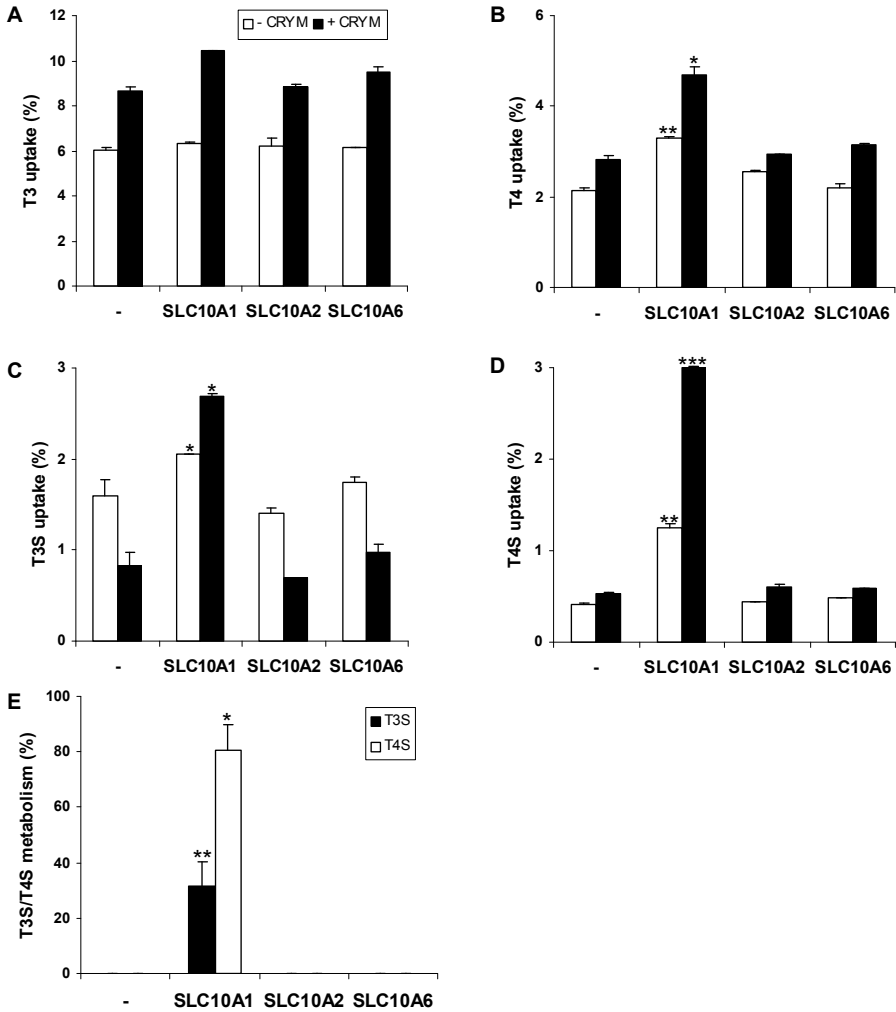 A
- CRYM + CRYM
T3 uptake (%)
12
10
8
6
4
2
0
- SLC10A1 SLC10A2 SLC10A6
B
T4 uptake (%)
6
4
2
0
*
**
- SLC10A1 SLC10A2 SLC10A6
C
T3S uptake (%)
3
2
1
0
*
*
- SLC10A1 SLC10A2 SLC10A6
D
T4S uptake (%)
3
2
1
0
***
**
- SLC10A1 SLC10A2 SLC10A6
E
T3S
T4S
T3S/T4S metabolism (%)
100
80
60
40
20
0
*
**
- SLC10A1 SLC10A2 SLC10A6